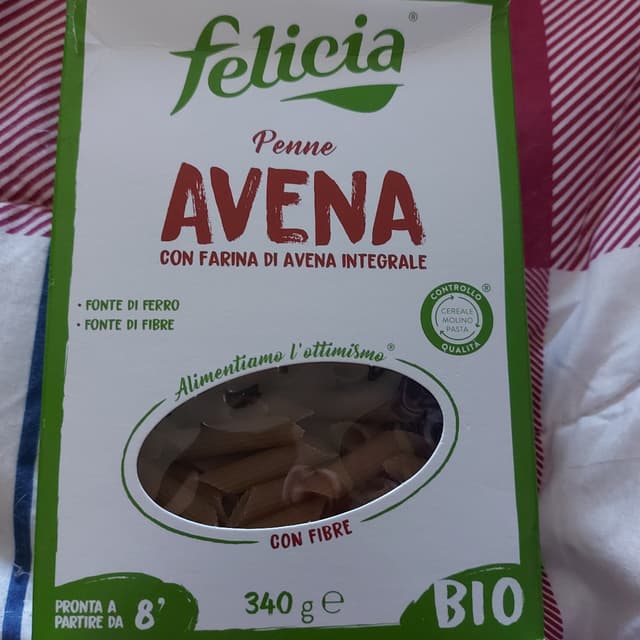 felicia®
Penne
AVENA
CON FARINA DI AVENA INTEGRALE
• FONTE DI FERRO
• FONTE DI FIBRE
CONTROLLO®
CEREALE
MOLINO
PASTA
QUALITÀ
Alimentiamo l'ottimismo®
CON FIBRE
PRONTA A
PARTIRE DA 8'
340 g e
BIO